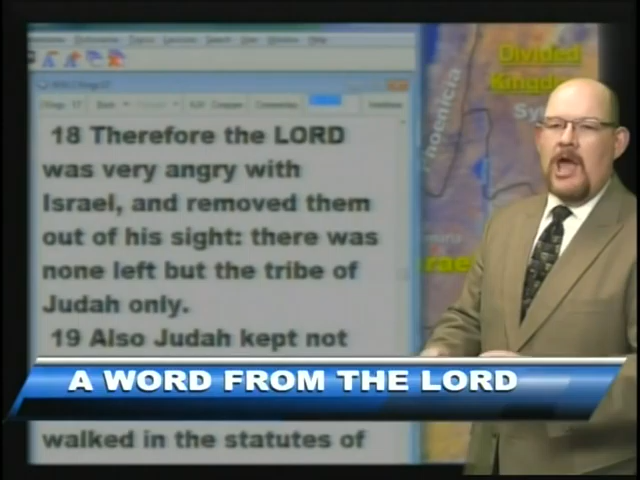 Divided
Kingdom
Phoenicia
18 Therefore the LORD
was very angry with
Israel, and removed them
out of his sight: there was
none left but the tribe of
Judah only.
19 Also Judah kept not
A WORD FROM THE LORD
walked in the statutes of